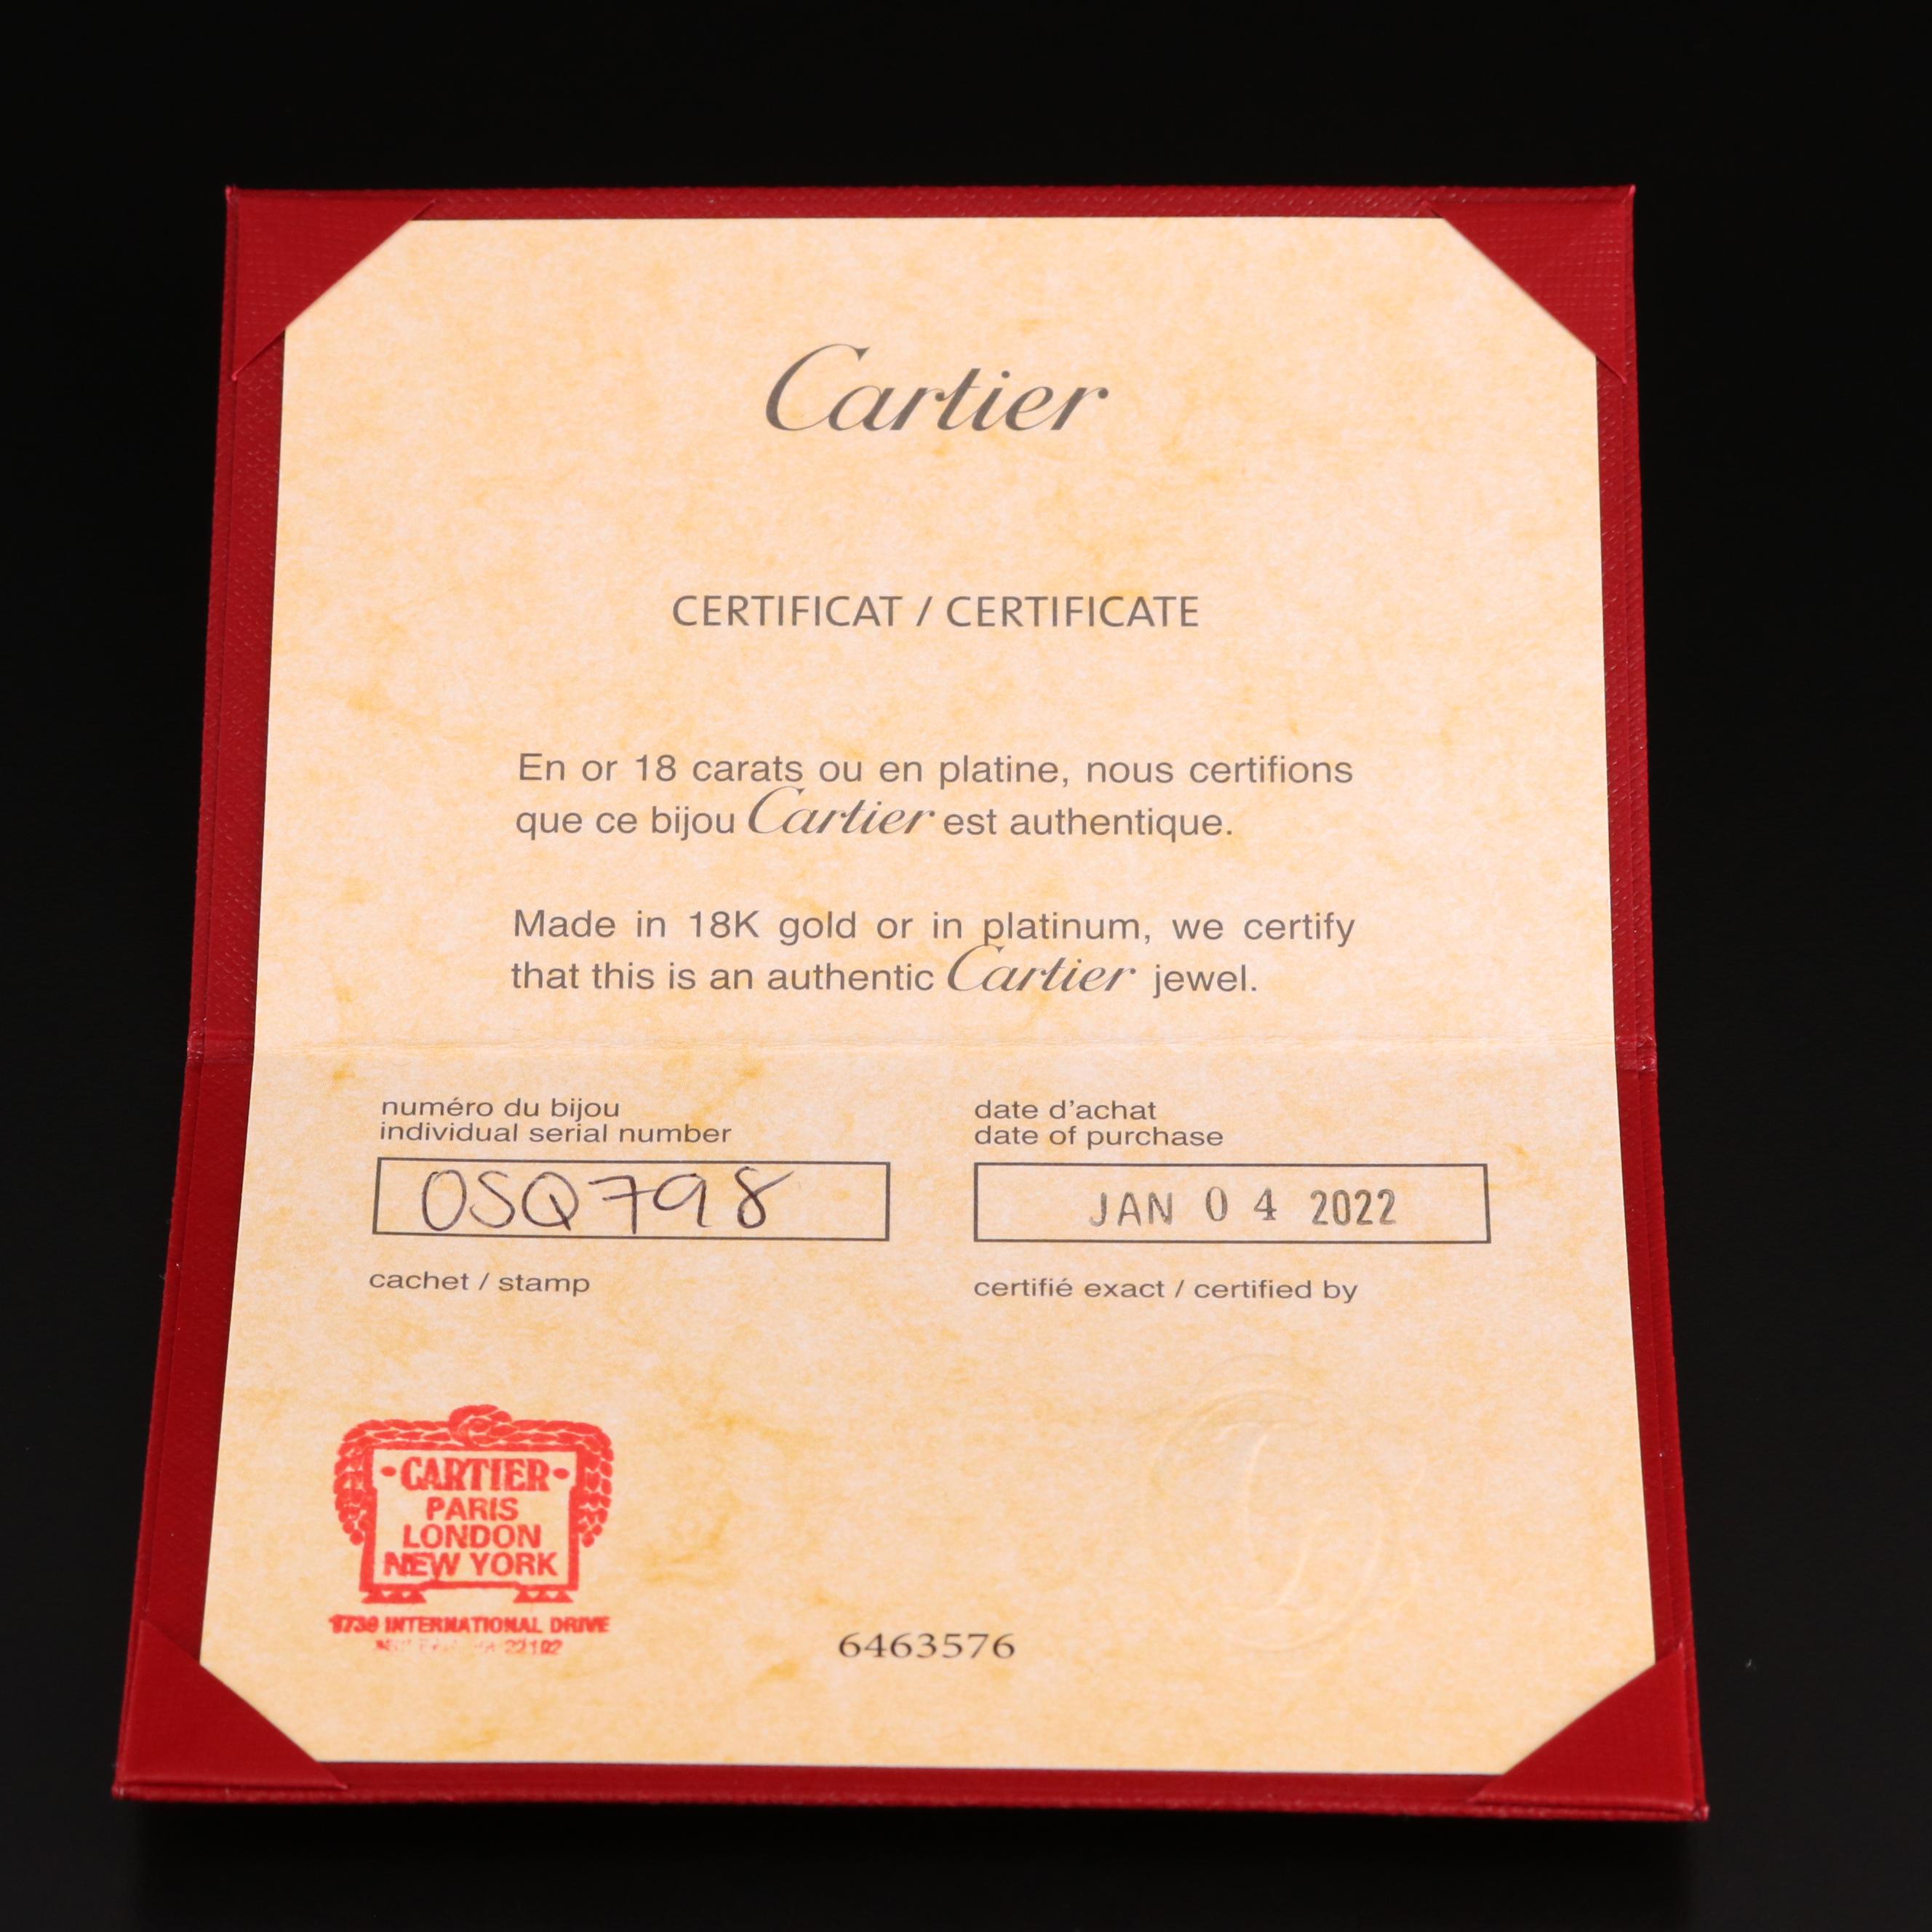 Cartier
CERTIFICAT / CERTIFICATE
En or 18 carats ou en platine, nous certifions
que ce bijou Cartier est authentique.
Made in 18K gold or in platinum, we certify
that this is an authentic Cartier jewel.
numéro du bijou
individual serial number
OSQ798
date d'achat
date of purchase
JAN 04 2022
cachet / stamp
certifié exact / certified by
·CARTIER·
PARIS
LONDON
NEW YORK
INTERNATIONAL DRIVE
22102
6463576